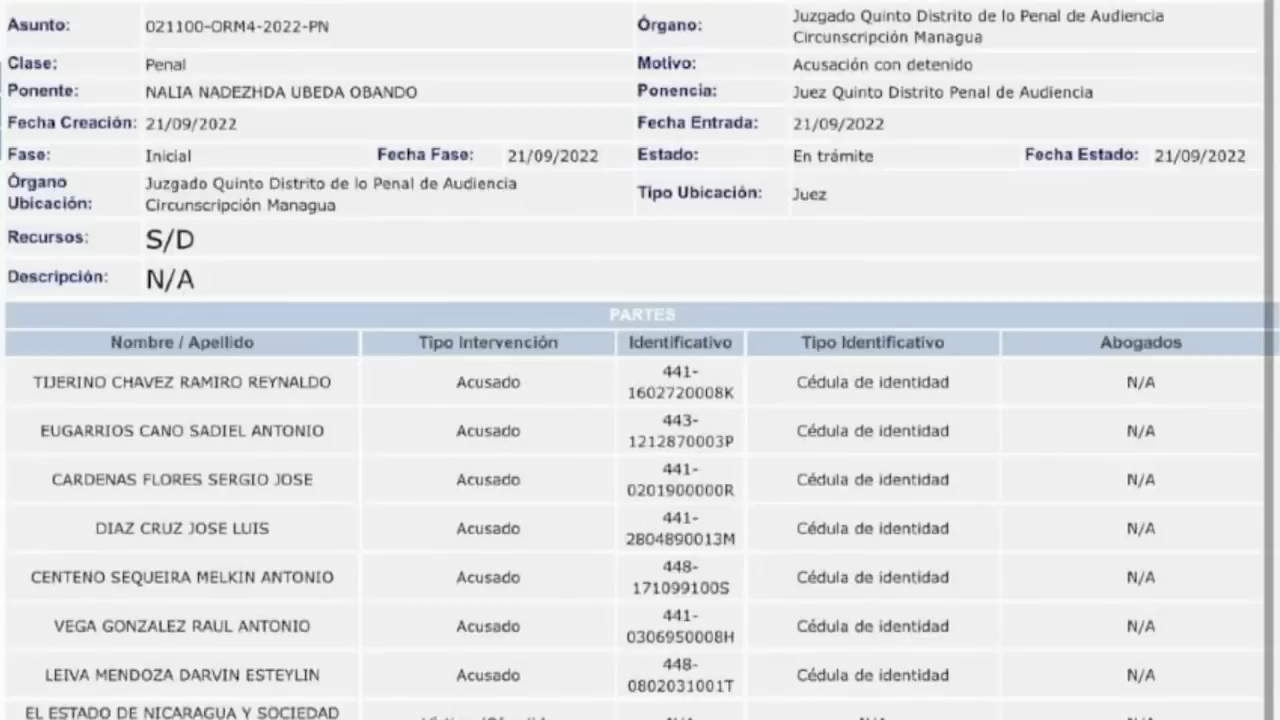 Asunto: 021100-ORM4-2022-PN Órgano: Juzgado Quinto Distrito de lo Penal de Audiencia
Circunscripción Managua
Clase: Penal Motivo: Acusación con detenido
Ponente: NALIA NADEZHDA UBEDA OBANDO Ponencia: Juez Quinto Distrito Penal de Audiencia
Fecha Creación: 21/09/2022 Fecha Entrada: 21/09/2022
Fase: Inicial Fecha Fase: 21/09/2022 Estado: En trámite Fecha Estado: 21/09/2022
Órgano Ubicación: Juzgado Quinto Distrito de lo Penal de Audiencia
Circunscripción Managua Tipo Ubicación: Juez
Recursos: S/D
Descripción: N/A
PARTES
Nombre / Apellido Tipo Intervención Identificativo Tipo Identificativo Abogados
TIJERINO CHAVEZ RAMIRO REYNALDO Acusado 441-1602720008K Cédula de identidad N/A
EUGARRIOS CANO SADIEL ANTONIO Acusado 443-1212870003P Cédula de identidad N/A
CARDENAS FLORES SERGIO JOSE Acusado 441-0201900000R Cédula de identidad N/A
DIAZ CRUZ JOSE LUIS Acusado 441-2804890013M Cédula de identidad N/A
CENTENO SEQUEIRA MELKIN ANTONIO Acusado 448-171099100S Cédula de identidad N/A
VEGA GONZALEZ RAUL ANTONIO Acusado 441-0306950008H Cédula de identidad N/A
LEIVA MENDOZA DARVIN ESTEYLIN Acusado 448-0802031001T Cédula de identidad N/A
EL ESTADO DE NICARAGUA Y SOCIEDAD